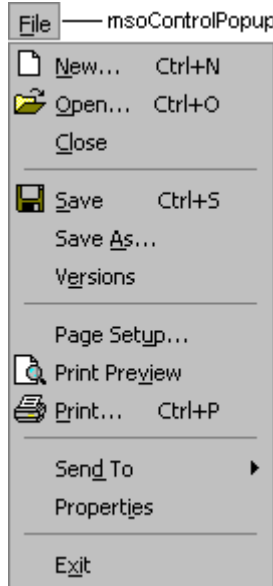 File msoControlPopup
New... Ctrl+N
Open... Ctrl+O
Close
Save Ctrl+S
Save As...
Versions
Page Setup...
Print Preview
Print... Ctrl+P
Send To
Properties
Exit